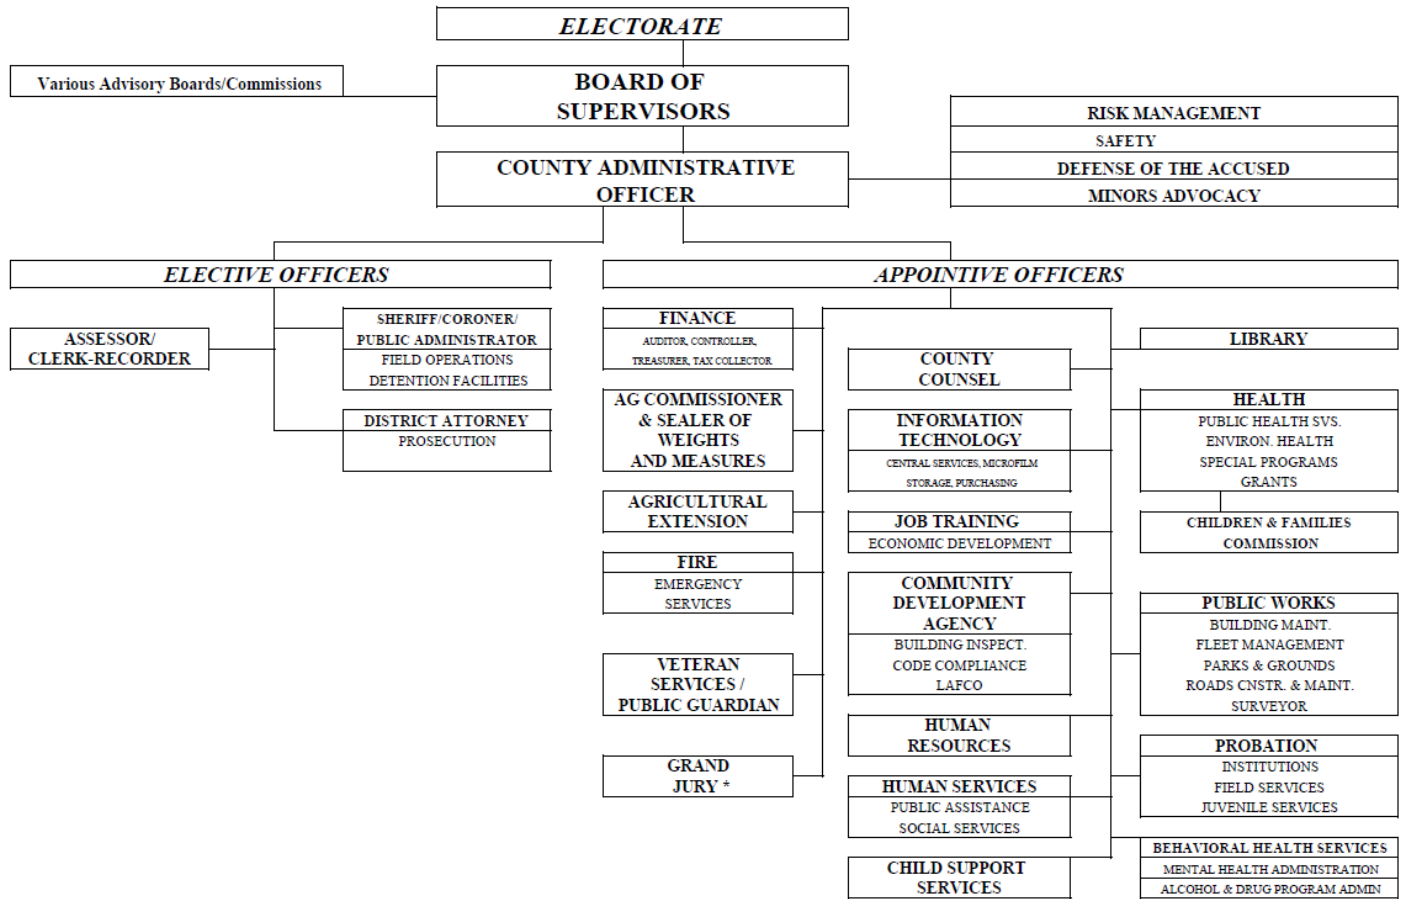 ELECTORATE
Various Advisory Boards/Commissions
BOARD OF
SUPERVISORS
RISK MANAGEMENT
SAFETY
DEFENSE OF THE ACCUSED
MINORS ADVOCACY
COUNTY ADMINISTRATIVE
OFFICER
ELECTIVE OFFICERS
APPOINTIVE OFFICERS
ASSESSOR/
CLERK-RECORDER
SHERIFF/CORONER/
PUBLIC ADMINISTRATOR
FIELD OPERATIONS
DETENTION FACILITIES
DISTRICT ATTORNEY
PROSECUTION
FINANCE
AUDITOR, CONTROLLER,
TREASURER, TAX COLLECTOR
AG COMMISSIONER
& SEALER OF
WEIGHTS
AND MEASURES
AGRICULTURAL
EXTENSION
FIRE
EMERGENCY
SERVICES
VETERAN
SERVICES /
PUBLIC GUARDIAN
GRAND
JURY *
COUNTY
COUNSEL
INFORMATION
TECHNOLOGY
CENTRAL SERVICES, MICROFILM
STORAGE, PURCHASING
JOB TRAINING
ECONOMIC DEVELOPMENT
COMMUNITY
DEVELOPMENT
AGENCY
BUILDING INSPECT.
CODE COMPLIANCE
LAFCO
HUMAN
RESOURCES
HUMAN SERVICES
PUBLIC ASSISTANCE
SOCIAL SERVICES
CHILD SUPPORT
SERVICES
LIBRARY
HEALTH
PUBLIC HEALTH SVS.
ENVIRON. HEALTH
SPECIAL PROGRAMS
GRANTS
CHILDREN & FAMILIES
COMMISSION
PUBLIC WORKS
BUILDING MAINT.
FLEET MANAGEMENT
PARKS & GROUNDS
ROADS CNSTR. & MAINT.
SURVEYOR
PROBATION
INSTITUTIONS
FIELD SERVICES
JUVENILE SERVICES
BEHAVIORAL HEALTH SERVICES
MENTAL HEALTH ADMINISTRATION
ALCOHOL & DRUG PROGRAM ADMIN